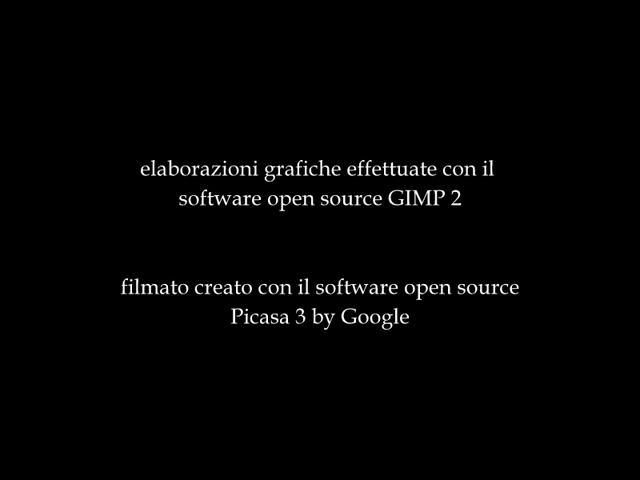 elaborazioni grafiche effettuate con il
software open source GIMP 2
filmato creato con il software open source
Picasa 3 by Google